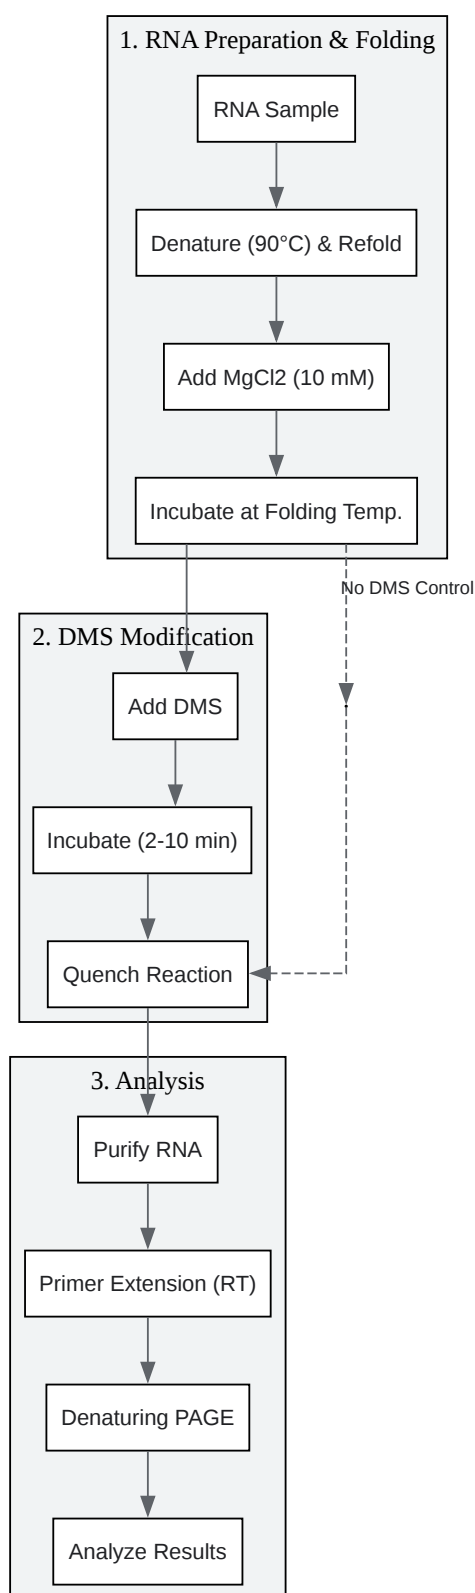 1. RNA Preparation & Folding
RNA Sample
Denature (90°C) & Refold
Add MgCl2 (10 mM)
Incubate at Folding Temp.
No DMS Control
2. DMS Modification
Add DMS
Incubate (2-10 min)
Quench Reaction
3. Analysis
Purify RNA
Primer Extension (RT)
Denaturing PAGE
Analyze Results